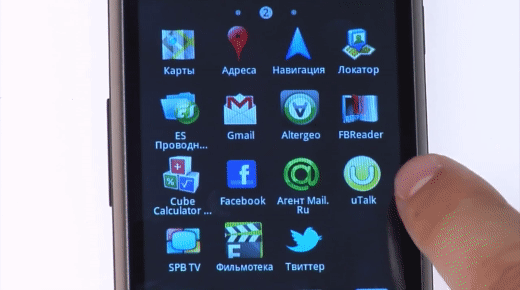 2
Карты Адреса Навигация Локатор
ES Gmail Altergeo FBReader
Проводн...
Cube Facebook Агент Mail. uTalk
Calculator ... Ru
SPB TV Фильмотека Твиттер